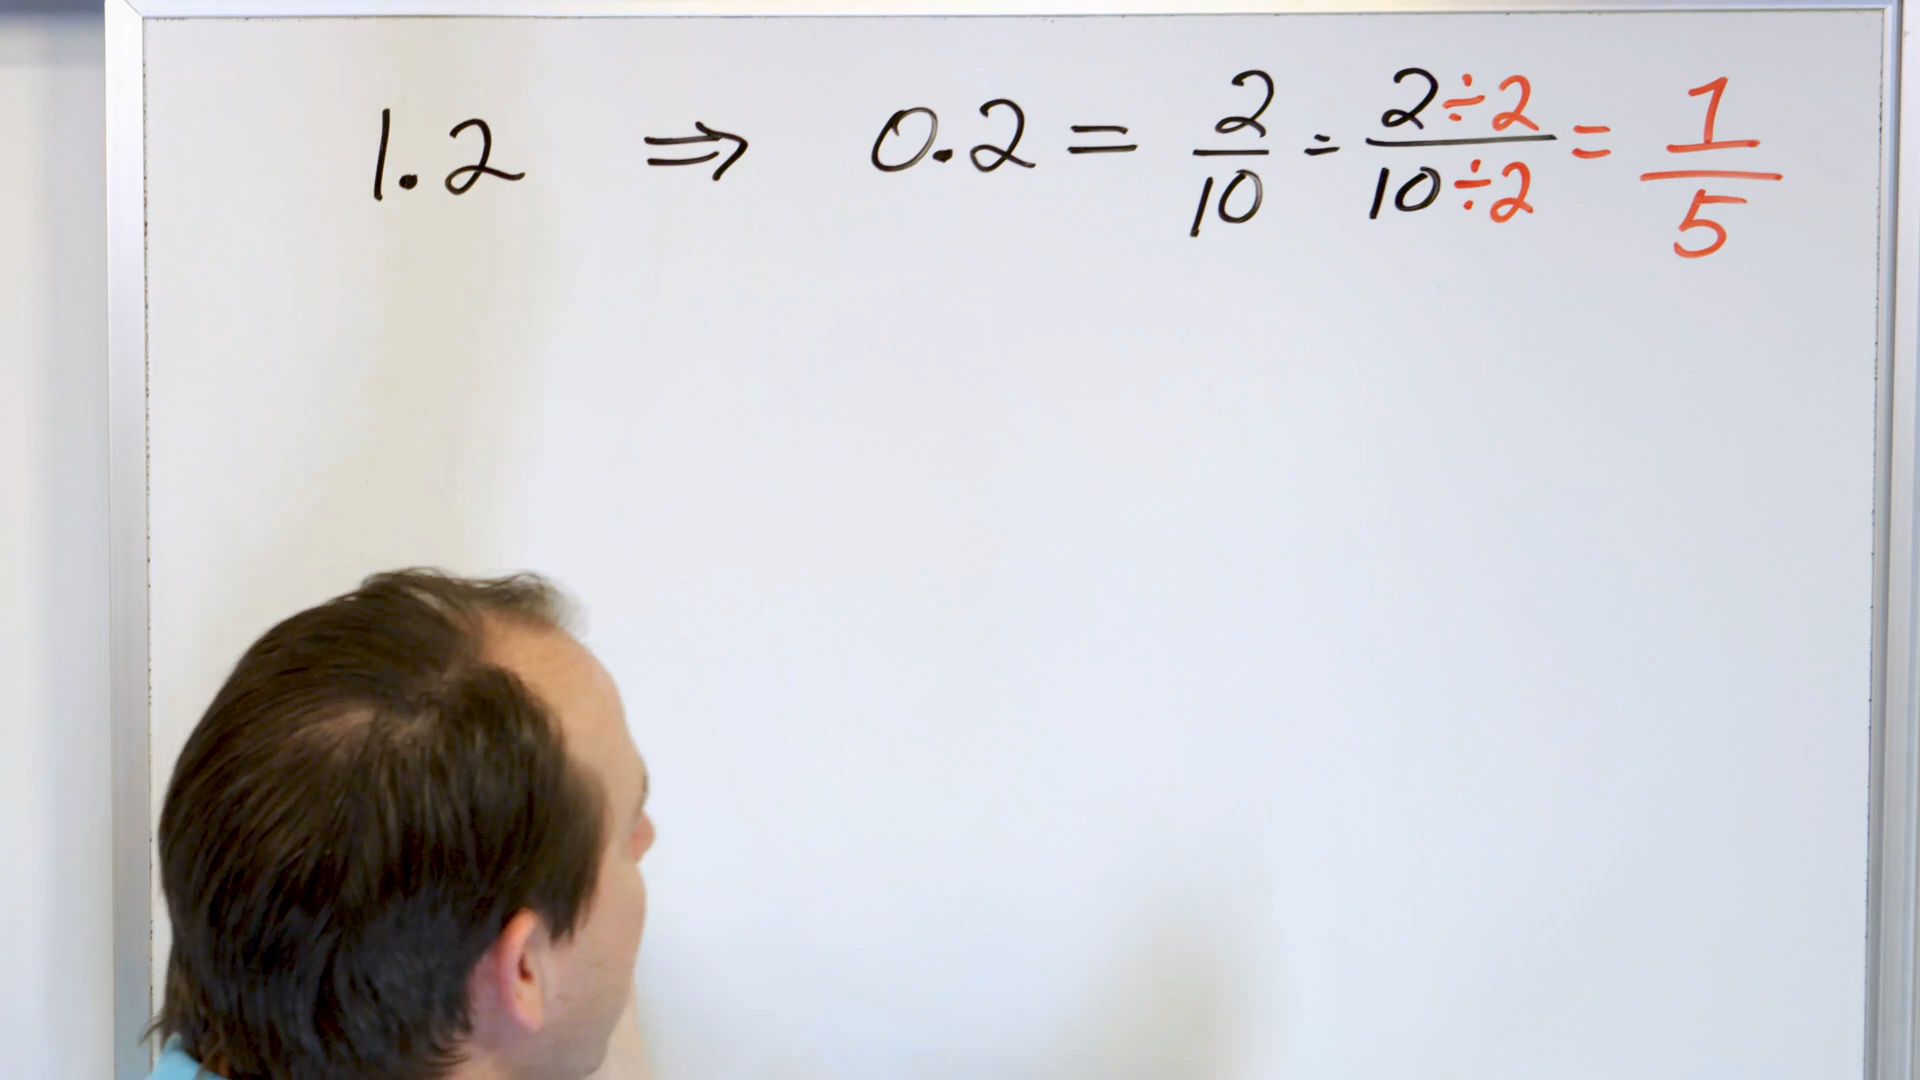 1.2 ⇒ 0.2 = 2/10 = 2÷2/10÷2 = 1/5